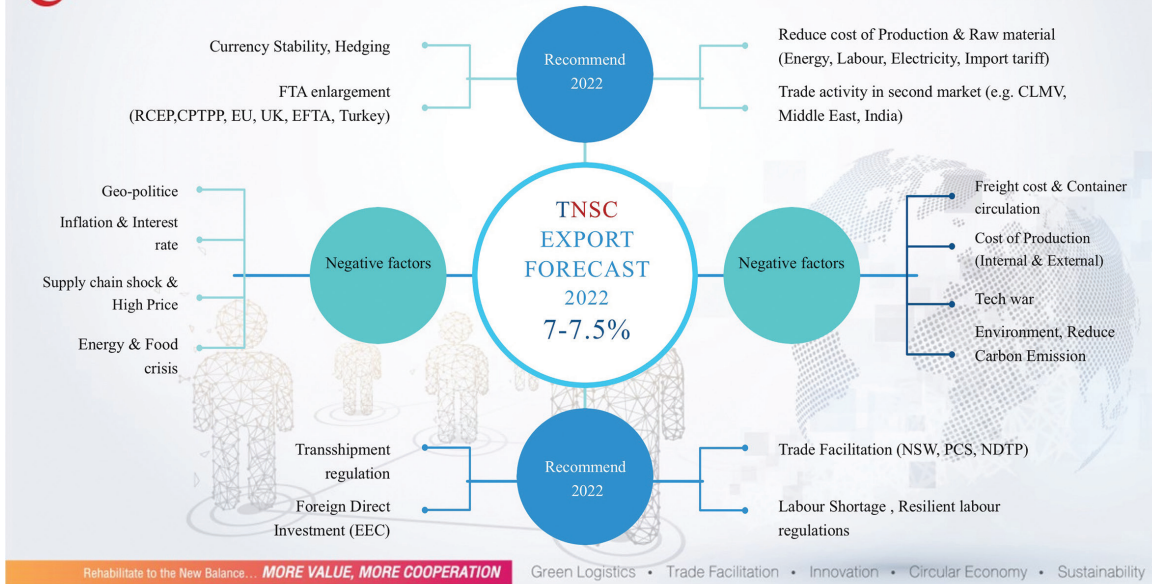 Recommend
2022
Currency Stability, Hedging
FTA enlargement
(RCEP,CPTPP, EU, UK, EFTA, Turkey)
Reduce cost of Production & Raw material
(Energy, Labour, Electricity, Import tariff)
Trade activity in second market (e.g. CLMV,
Middle East, India)
Negative factors
Geo-politice
Inflation & Interest
rate
Supply chain shock &
High Price
Energy & Food
crisis
TNSC
EXPORT
FORECAST
2022
7-7.5%
Negative factors
Freight cost & Container
circulation
Cost of Production
(Internal & External)
Tech war
Environment, Reduce
Carbon Emission
Recommend
2022
Transshipment
regulation
Foreign Direct
Investment (EEC)
Trade Facilitation (NSW, PCS, NDTP)
Labour Shortage , Resilient labour
regulations
Rehabilitate to the New Balance... MORE VALUE, MORE COOPERATION
Green Logistics • Trade Facilitation • Innovation • Circular Economy • Sustainability